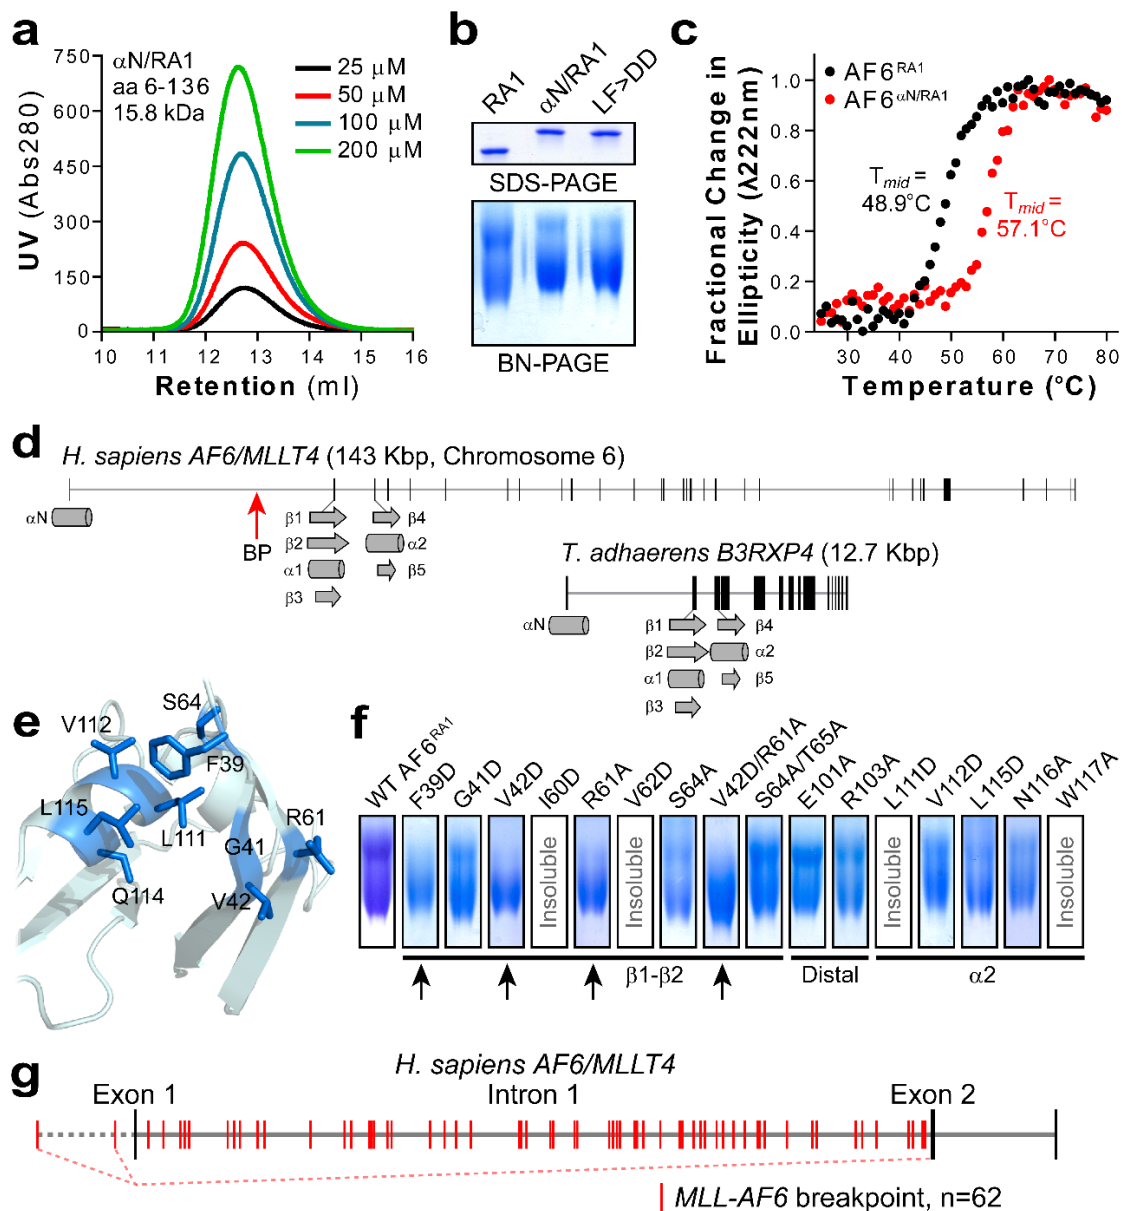 a
αN/RA1
aa 6-136
15.8 kDa
25 μM
50 μM
100 μM
200 μM
750
600
450
300
150
0
UV (Abs280)
10 11 12 13 14 15 16
Retention (ml)
b
RA1 αN/RA1 LF>DD
SDS-PAGE
BN-PAGE
c
AF6RA1
AF6αN/RA1
1.0
0.8
0.6
0.4
0.2
0.0
Fractional Change in
Ellipticity (λ222nm)
Tmid =
48.9°C
Tmid =
57.1°C
30 40 50 60 70 80
Temperature (°C)
d
H. sapiens AF6/MLLT4 (143 Kbp, Chromosome 6)
αN
BP
β1 β4
β2 α2
α1 β5
β3
T. adhaerens B3RXP4 (12.7 Kbp)
αN
β1 β4
β2 α2
α1 β5
β3
e
S64
V112
F39
L115
L111
R61
G41
Q114
V42
f
WT AF6RA1 F39D G41D V42D I60D R61A V62D S64A V42D/R61A S64A/T65A E101A R103A L111D V112D L115D N116A W117A
Insoluble Insoluble Insoluble Insoluble
β1-β2 Distal α2
g
H. sapiens AF6/MLLT4
Exon 1 Intron 1 Exon 2
MLL-AF6 breakpoint, n=62